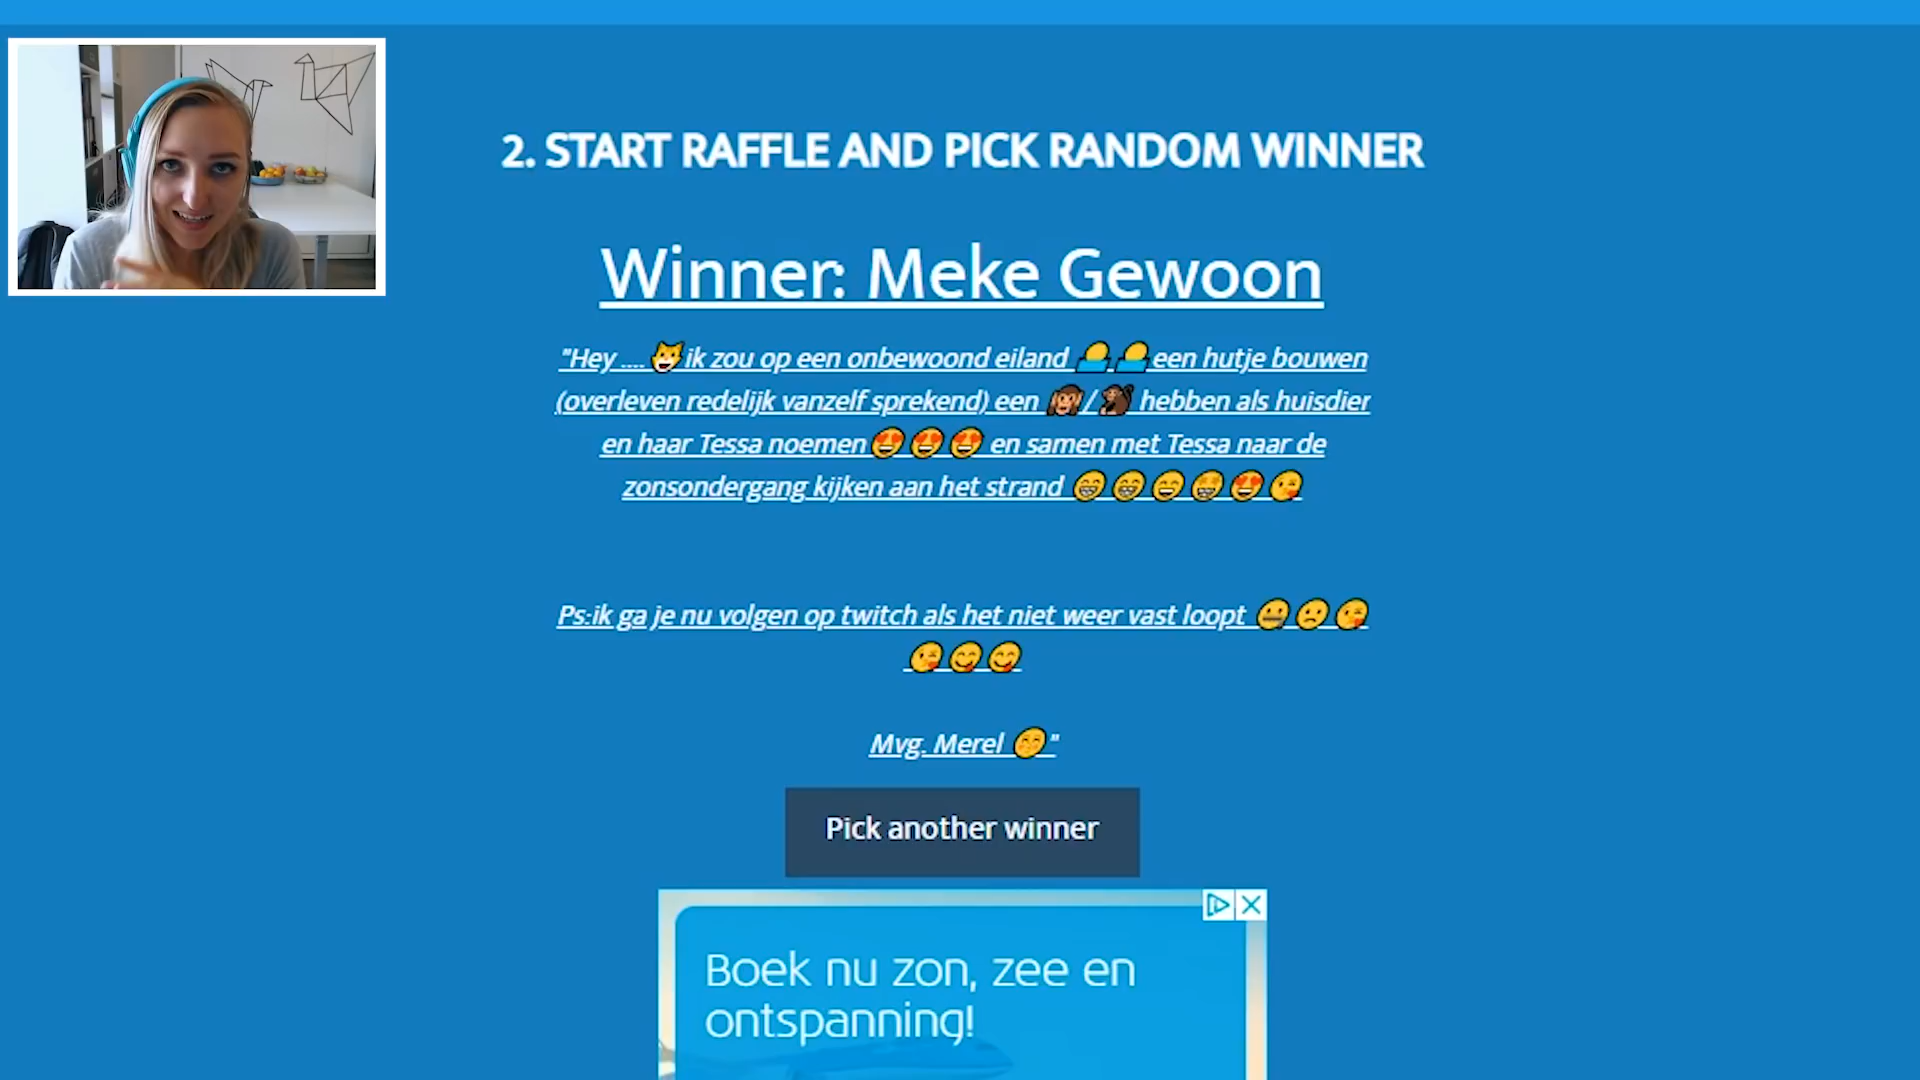 2. START RAFFLE AND PICK RANDOM WINNER
Winner: Meke Gewoon
"Hey .... 😺 ik zou op een onbewoond eiland 🏊🏊 een hutje bouwen
(overleven redelijk vanzelf sprekend) een 🙉/🐒 hebben als huisdier
en haar Tessa noemen 😍😍😍 en samen met Tessa naar de
zonsondergang kijken aan het strand 😁😁😄😁😍😘
Ps:ik ga je nu volgen op twitch als het niet weer vast loopt 😐🙁😘
😘😋😋
Mvg. Merel 😊"
Pick another winner
Boek nu zon, zee en
ontspanning!